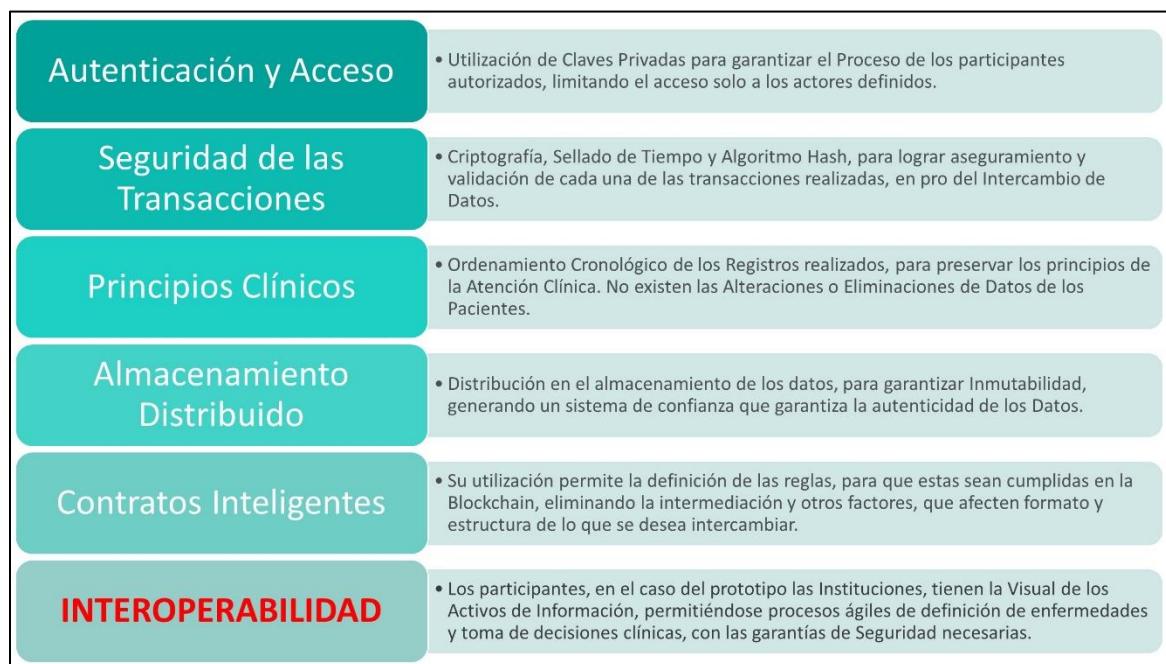 Autenticación y Acceso
• Utilización de Claves Privadas para garantizar el Proceso de los participantes
autorizados, limitando el acceso solo a los actores definidos.
Seguridad de las
Transacciones
• Criptografía, Sellado de Tiempo y Algoritmo Hash, para lograr aseguramiento y
validación de cada una de las transacciones realizadas, en pro del Intercambio de
Datos.
Principios Clínicos
• Ordenamiento Cronológico de los Registros realizados, para preservar los principios de
la Atención Clínica. No existen las Alteraciones o Eliminaciones de Datos de los
Pacientes.
Almacenamiento
Distribuido
• Distribución en el almacenamiento de los datos, para garantizar Inmutabilidad,
generando un sistema de confianza que garantiza la autenticidad de los Datos.
Contratos Inteligentes
• Su utilización permite la definición de las reglas, para que estas sean cumplidas en la
Blockchain, eliminando la intermediación y otros factores, que afecten formato y
estructura de lo que se desea intercambiar.
INTEROPERABILIDAD
• Los participantes, en el caso del prototipo las Instituciones, tienen la Visual de los
Activos de Información, permitiéndose procesos ágiles de definición de enfermedades
y toma de decisiones clínicas, con las garantías de Seguridad necesarias.